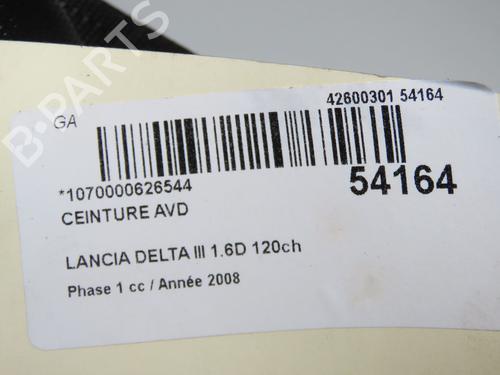 B-PARTS
GA
42600301 54164
*1070000626544
54164
CEINTURE AVD
LANCIA DELTA III 1.6D 120ch
Phase 1 cc / Année 2008